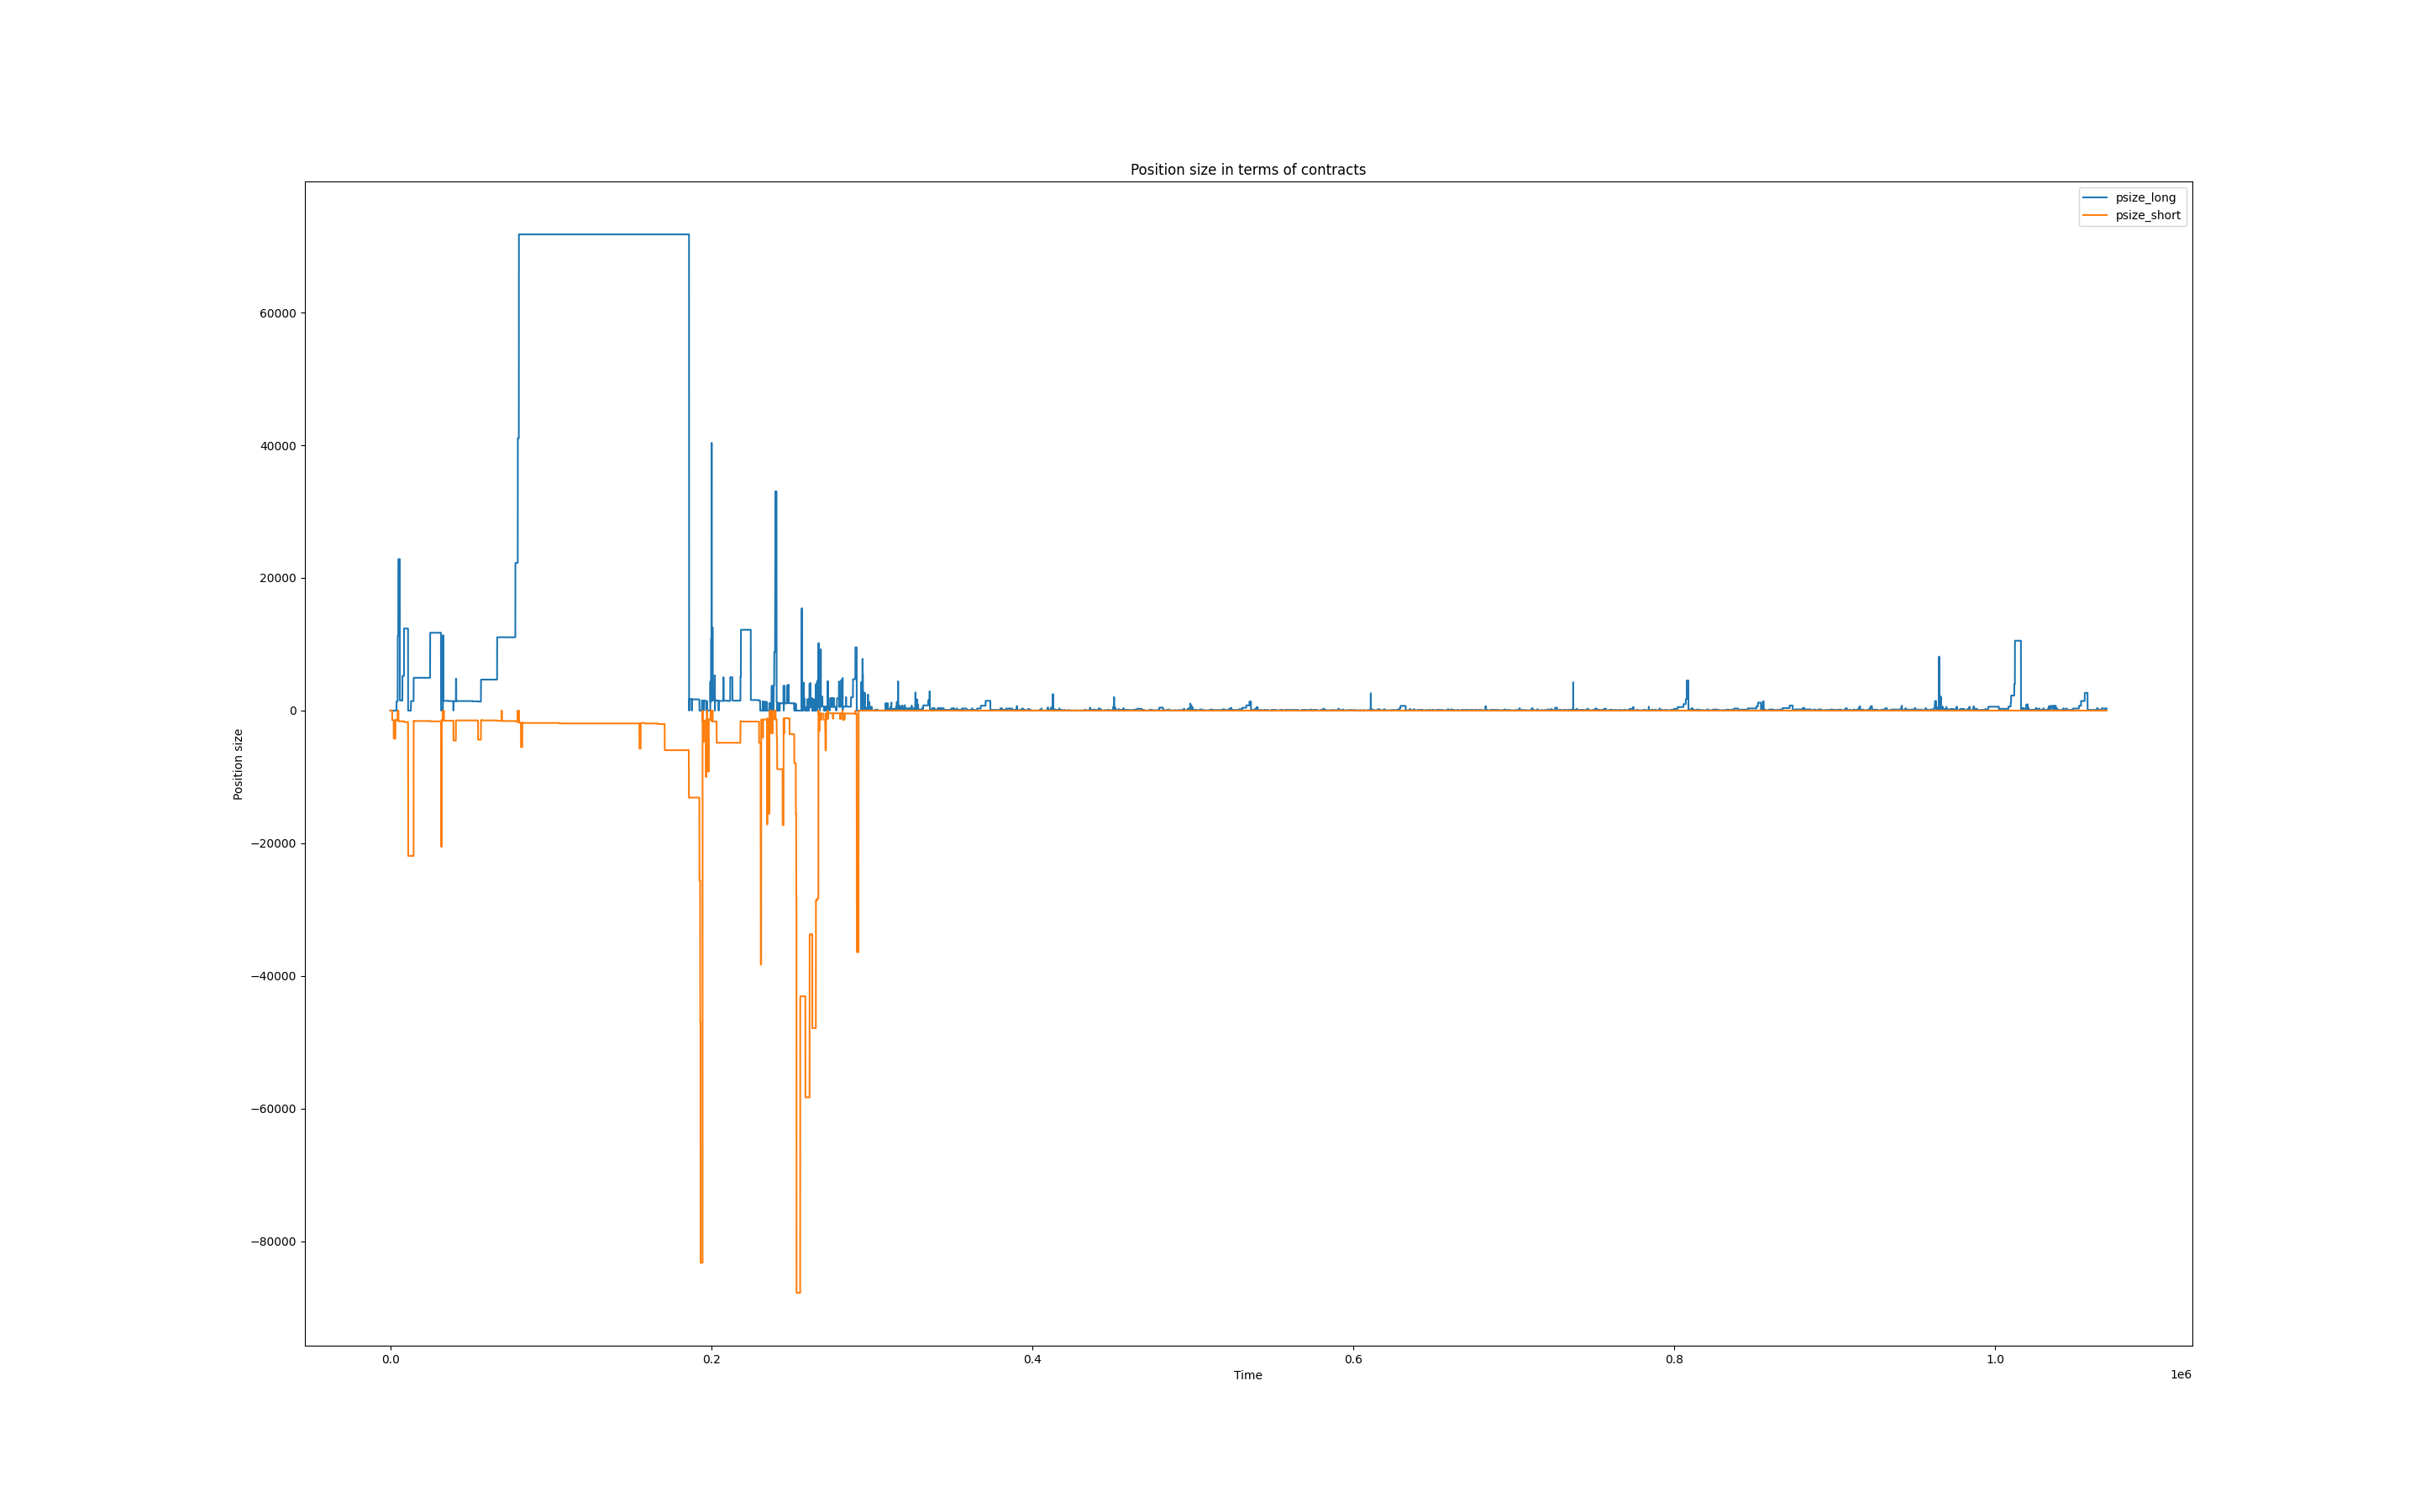 Position size in terms of contracts
psize_long
psize_short
60000
40000
20000
0
−20000
−40000
−60000
−80000
Position size
0.0
0.2
0.4
0.6
0.8
1.0
Time
1e6